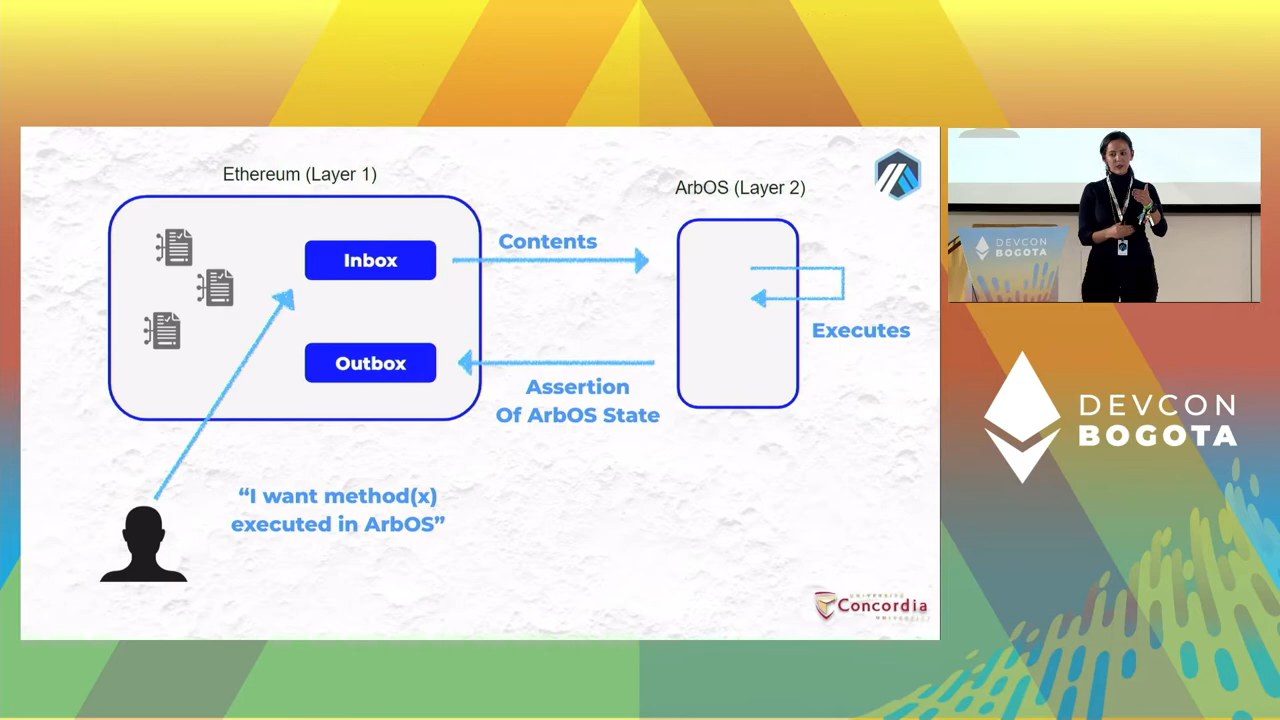 Ethereum (Layer 1)
Inbox
Outbox
Contents
Assertion
Of ArbOS State
ArbOS (Layer 2)
Executes
“I want method(x)
executed in ArbOS”
UNIVERSITÉ
Concordia
UNIVERSITY
DEVCON
BOGOTA
DEVCON
BOGOTA